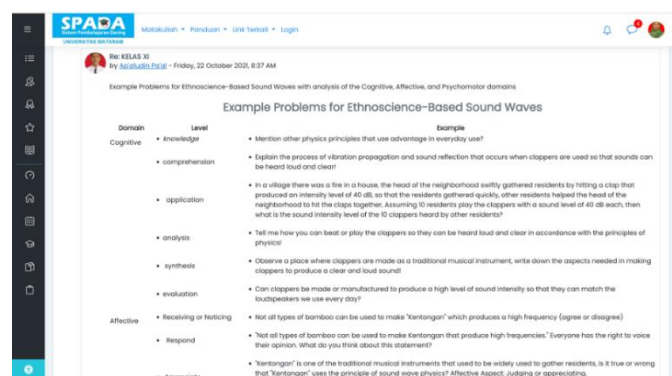 SPADA
Sistem Pembelajaran Daring
UNIVERSITAS MATARAM
Matakuliah Panduan Link Terkait Login
Re: KELAS XI
by Ap'aludin Pa'al - Friday, 22 October 2021, 8:37 AM
Example Problems for Ethnoscience-Based Sound Waves with analysis of the Cognitive, Affective, and Psychomotor domains
Example Problems for Ethnoscience-Based Sound Waves
Domain Level Example
Cognitive • knowledge • Mention other physics principles that use advantage in everyday use?
• comprehension • Explain the process of vibration propagation and sound reflection that occurs when clappers are used so that sounds can
be heard loud and clear!
• In a village there was a fire in a house, the head of the neighborhood swiftly gathered residents by hitting a clap that
produced an intensity level of 40 dB, so that the residents gathered quickly, other residents helped the head of the
• application neighborhood to hit the claps together, Assuming 10 residents play the clappers with a sound level of 40 dB each, then
what is the sound intensity level of the 10 clappers heard by other residents?
• analysis • Tell me how you can beat or play the clappers so they can be heard loud and clear in accordance with the principles of
physics!
• synthesis • Observe a place where clappers are made as a traditional musical instrument, write down the aspects needed in making
clappers to produce a clear and loud sound!
• evaluation • Can clappers be made or manufactured to produce a high level of sound intensity so that they can match the
loudspeakers we use every day?
Affective • Receiving or Noticing • Not all types of bamboo can be used to make "Kentongan" which produces a high frequency (agree or disagree)
• Respond • "Not all types of bamboo can be used to make Kentongan that produce high frequencies." Everyone has the right to voice
their opinion. What do you think about this statement?
• "Kentongan" is one of the traditional musical instruments that used to be widely used to gather residents, is it true or wrong
that "Kentongan" uses the principle of sound wave physics? Affective Aspect: Judging or appreciating.